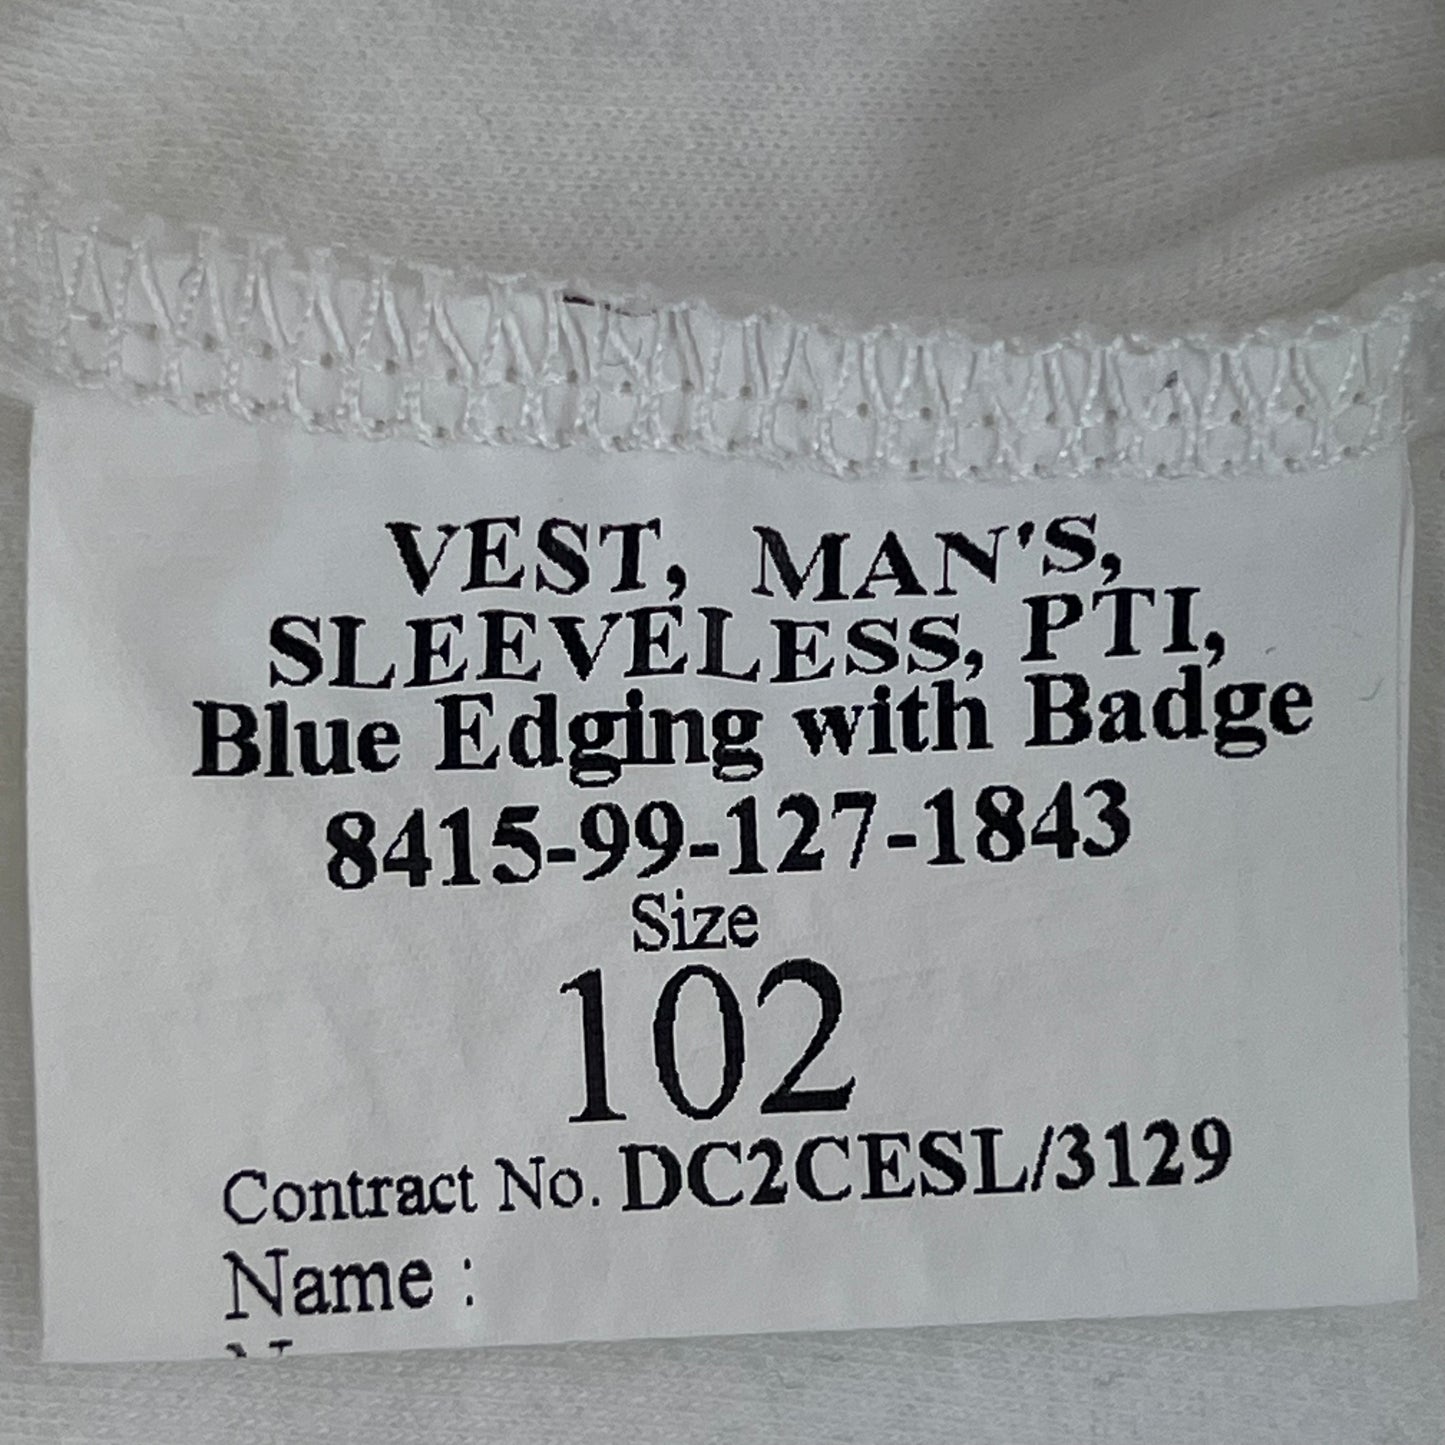 VEST, MAN'S,
SLEEVELESS, PTI,
Blue Edging with Badge
8415-99-127-1843
Size
102
Contract No. DC2CESL/3129
Name :